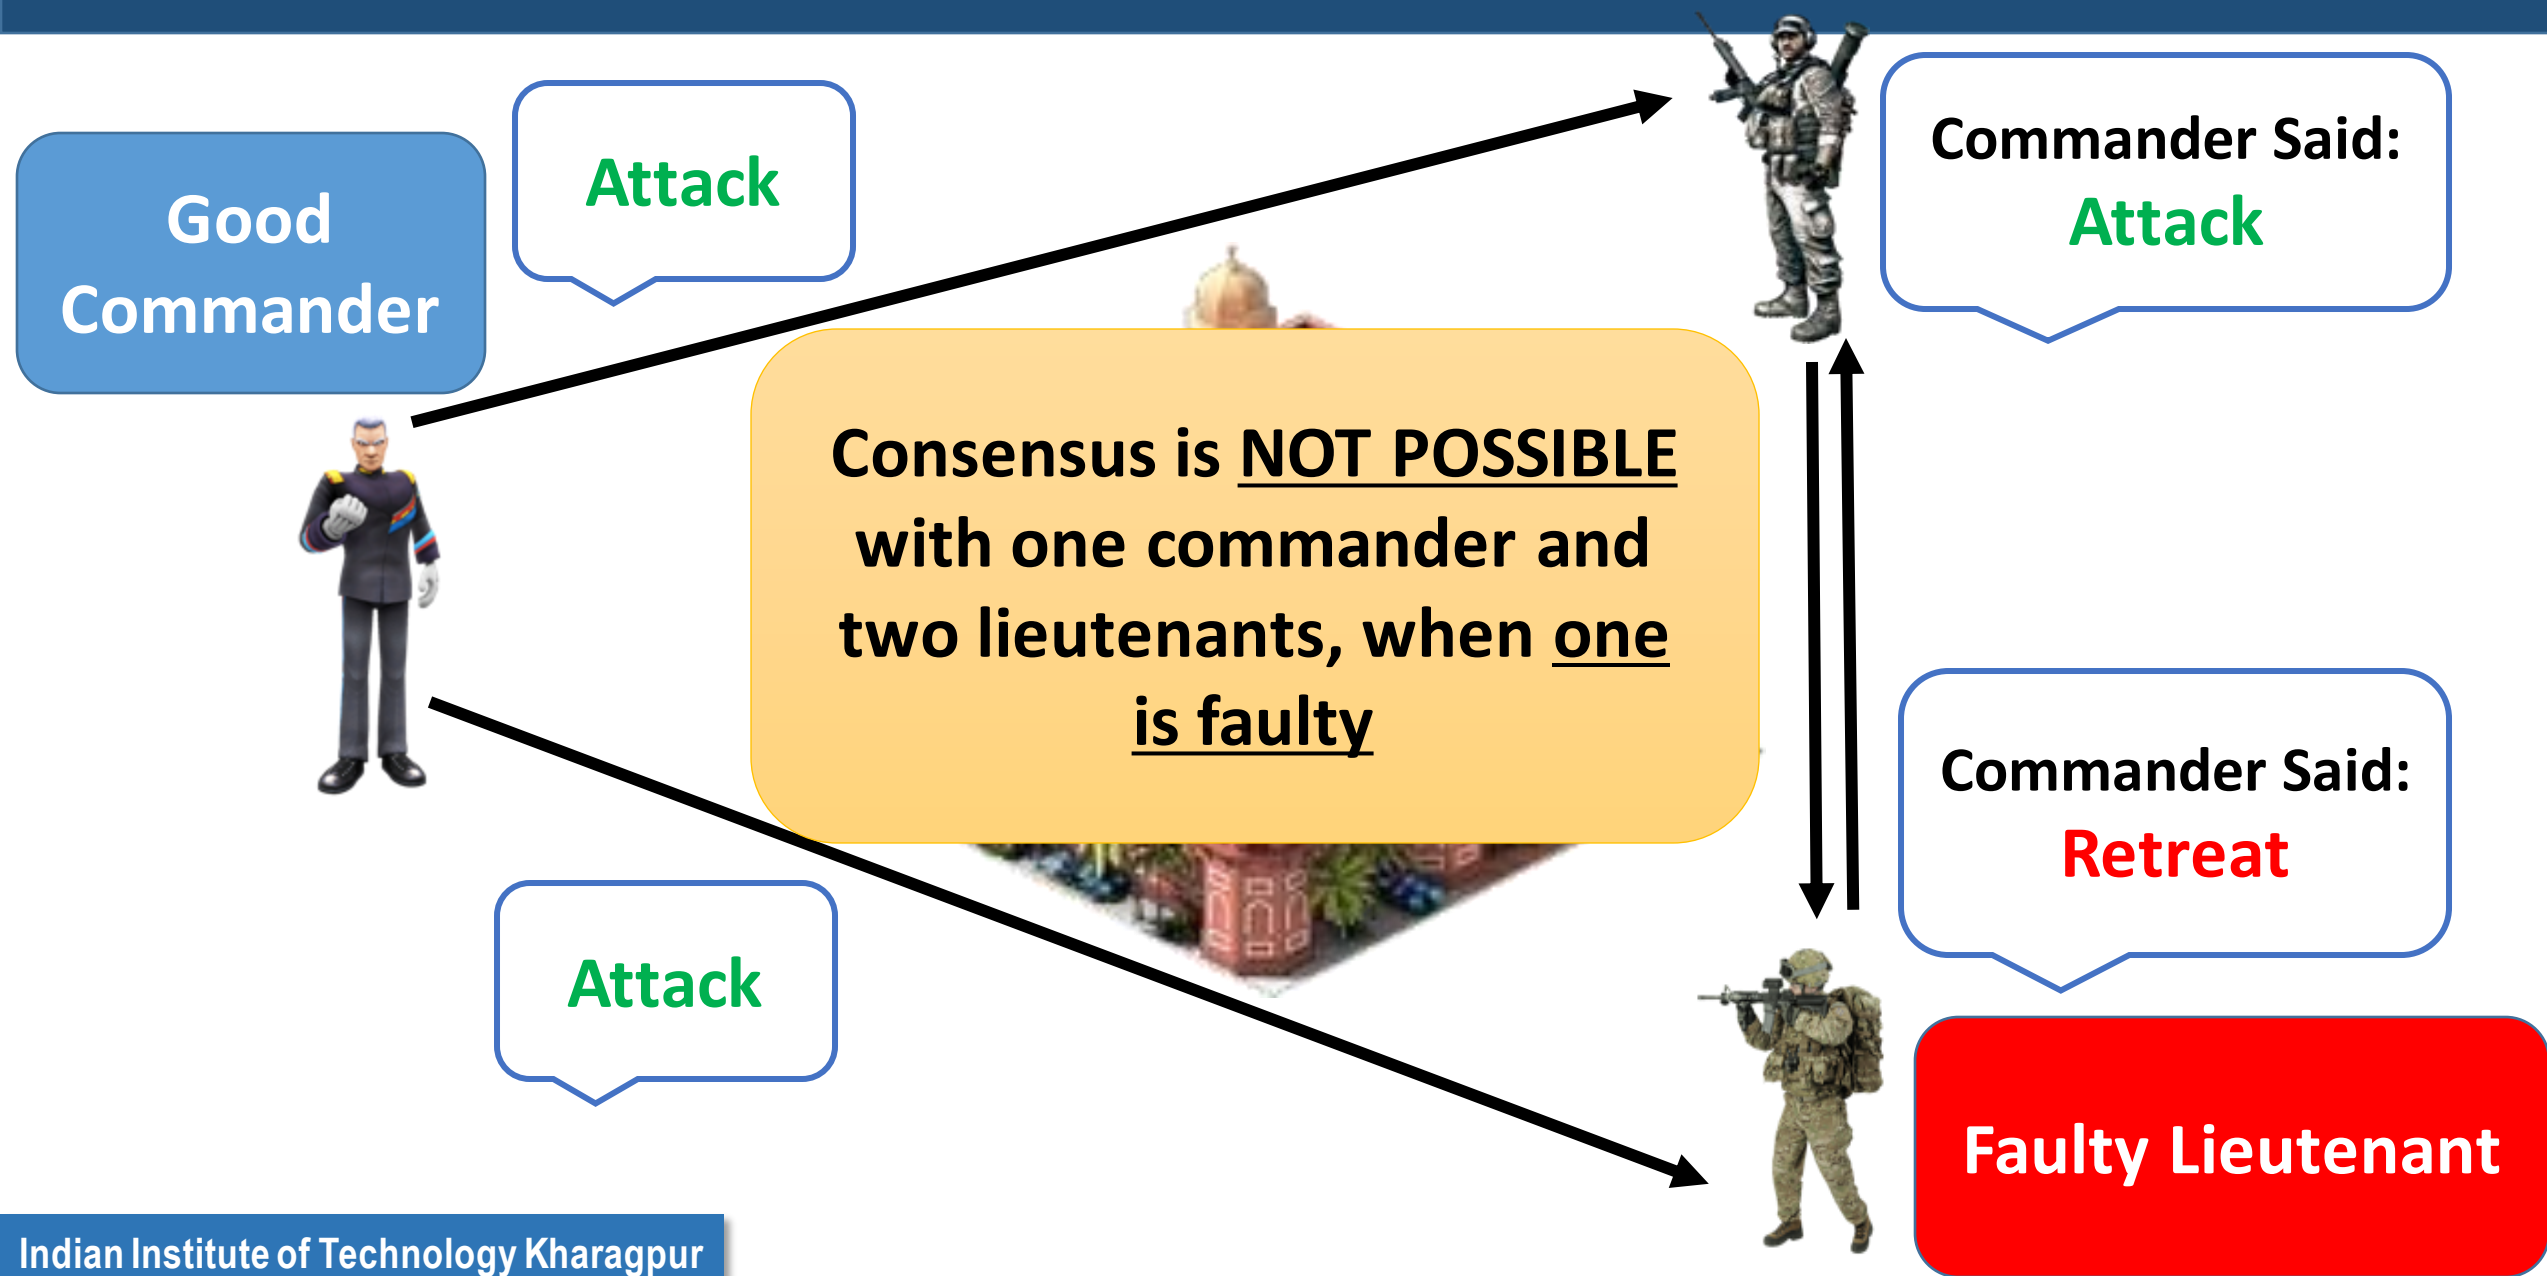 Good
Commander
Attack
Commander Said:
Attack
Consensus is NOT POSSIBLE
with one commander and
two lieutenants, when one
is faulty
Attack
Commander Said:
Retreat
Faulty Lieutenant
Indian Institute of Technology Kharagpur